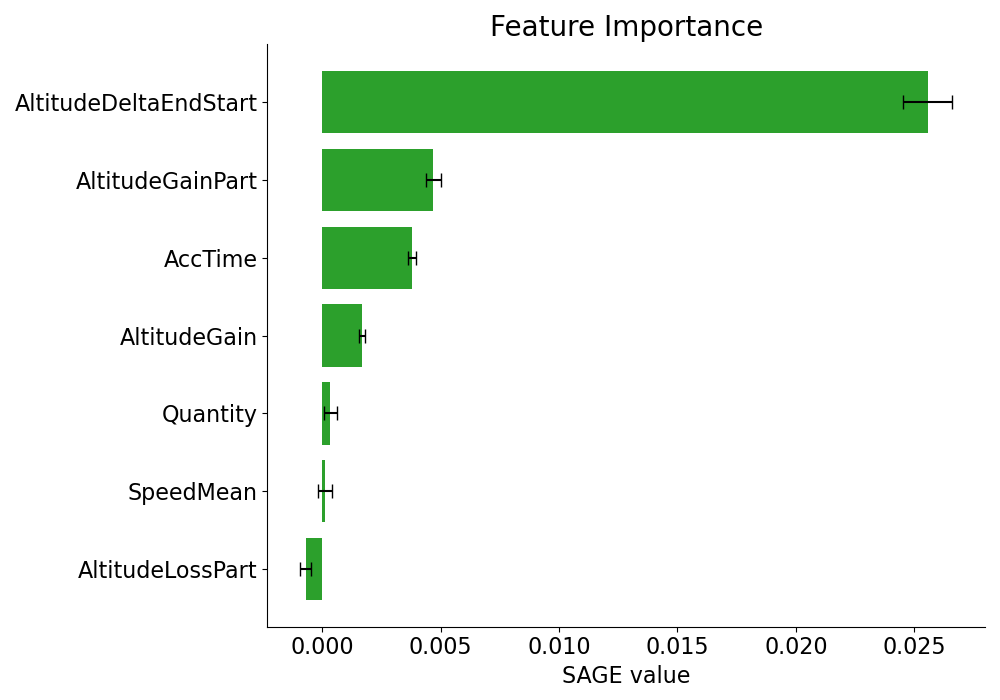 Feature Importance
AltitudeDeltaEndStart
AltitudeGainPart
AccTime
AltitudeGain
Quantity
SpeedMean
AltitudeLossPart
0.000 0.005 0.010 0.015 0.020 0.025
SAGE value